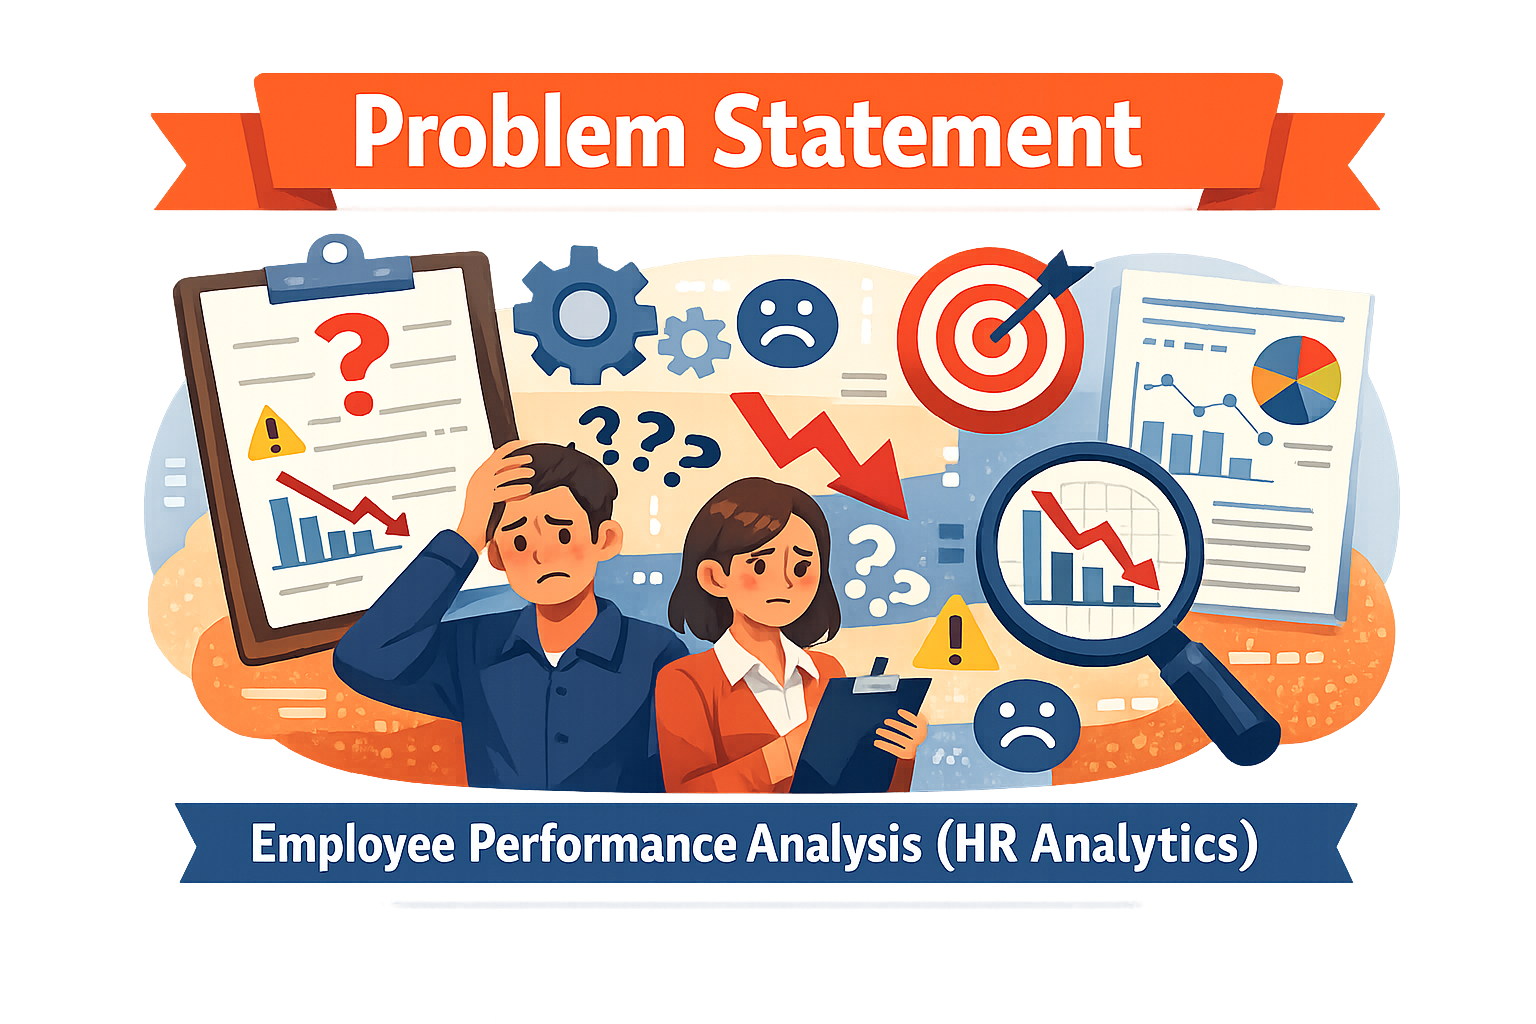 Problem Statement
?
???
??
Employee Performance Analysis (HR Analytics)